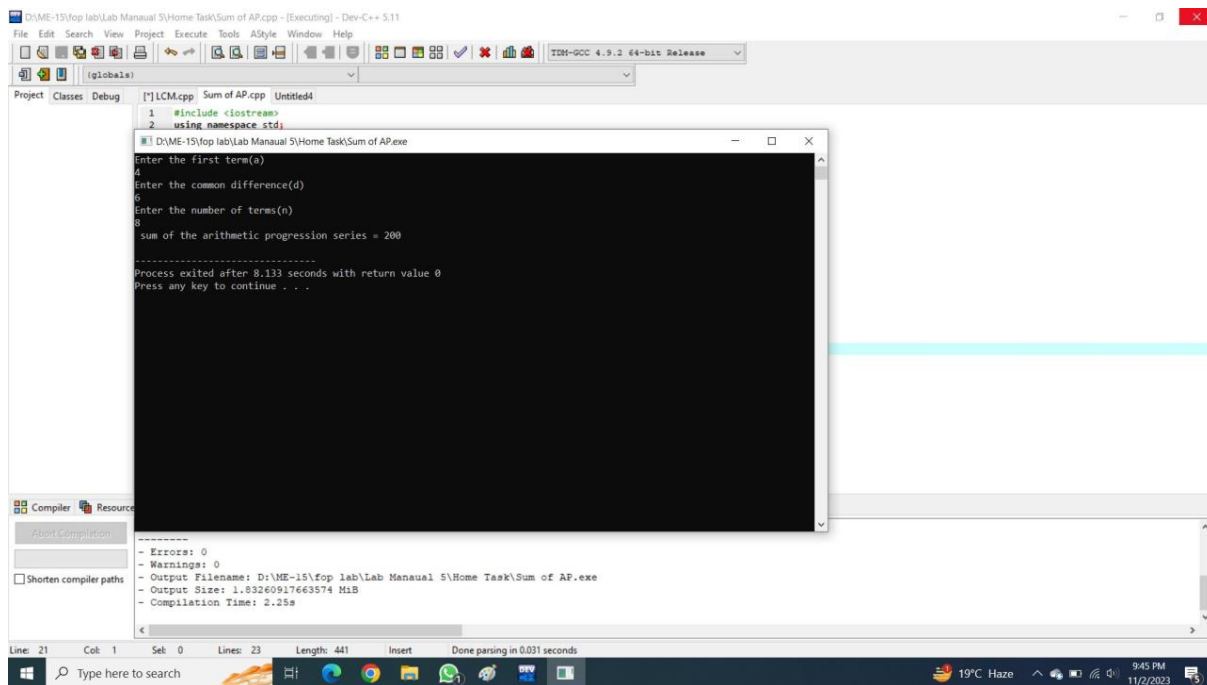 D:\ME-15\fop lab\Lab Manaual 5\Home Task\Sum of AP.cpp - [Executing] - Dev-C++ 5.11
File Edit Search View Project Execute Tools AStyle Window Help
TDM-GCC 4.9.2 64-bit Release
(globals)
Project Classes Debug [*] LCM.cpp Sum of AP.cpp Untitled4
1 #include <iostream>
2 using namespace std;
D:\ME-15\fop lab\Lab Manaual 5\Home Task\Sum of AP.exe
Enter the first term(a)
4
Enter the common difference(d)
6
Enter the number of terms(n)
8
sum of the arithmetic progression series = 200
--------------------------------
Process exited after 8.133 seconds with return value 0
Press any key to continue . . .
Compiler Resource
Abort Compilation
Shorten compiler paths
--------
- Errors: 0
- Warnings: 0
- Output Filename: D:\ME-15\fop lab\Lab Manaual 5\Home Task\Sum of AP.exe
- Output Size: 1.83260917663574 MiB
- Compilation Time: 2.25s
Line: 21 Col: 1 Sel: 0 Lines: 23 Length: 441 Insert Done parsing in 0.031 seconds
Type here to search
DEV
19°C Haze
9:45 PM
11/2/2023
5